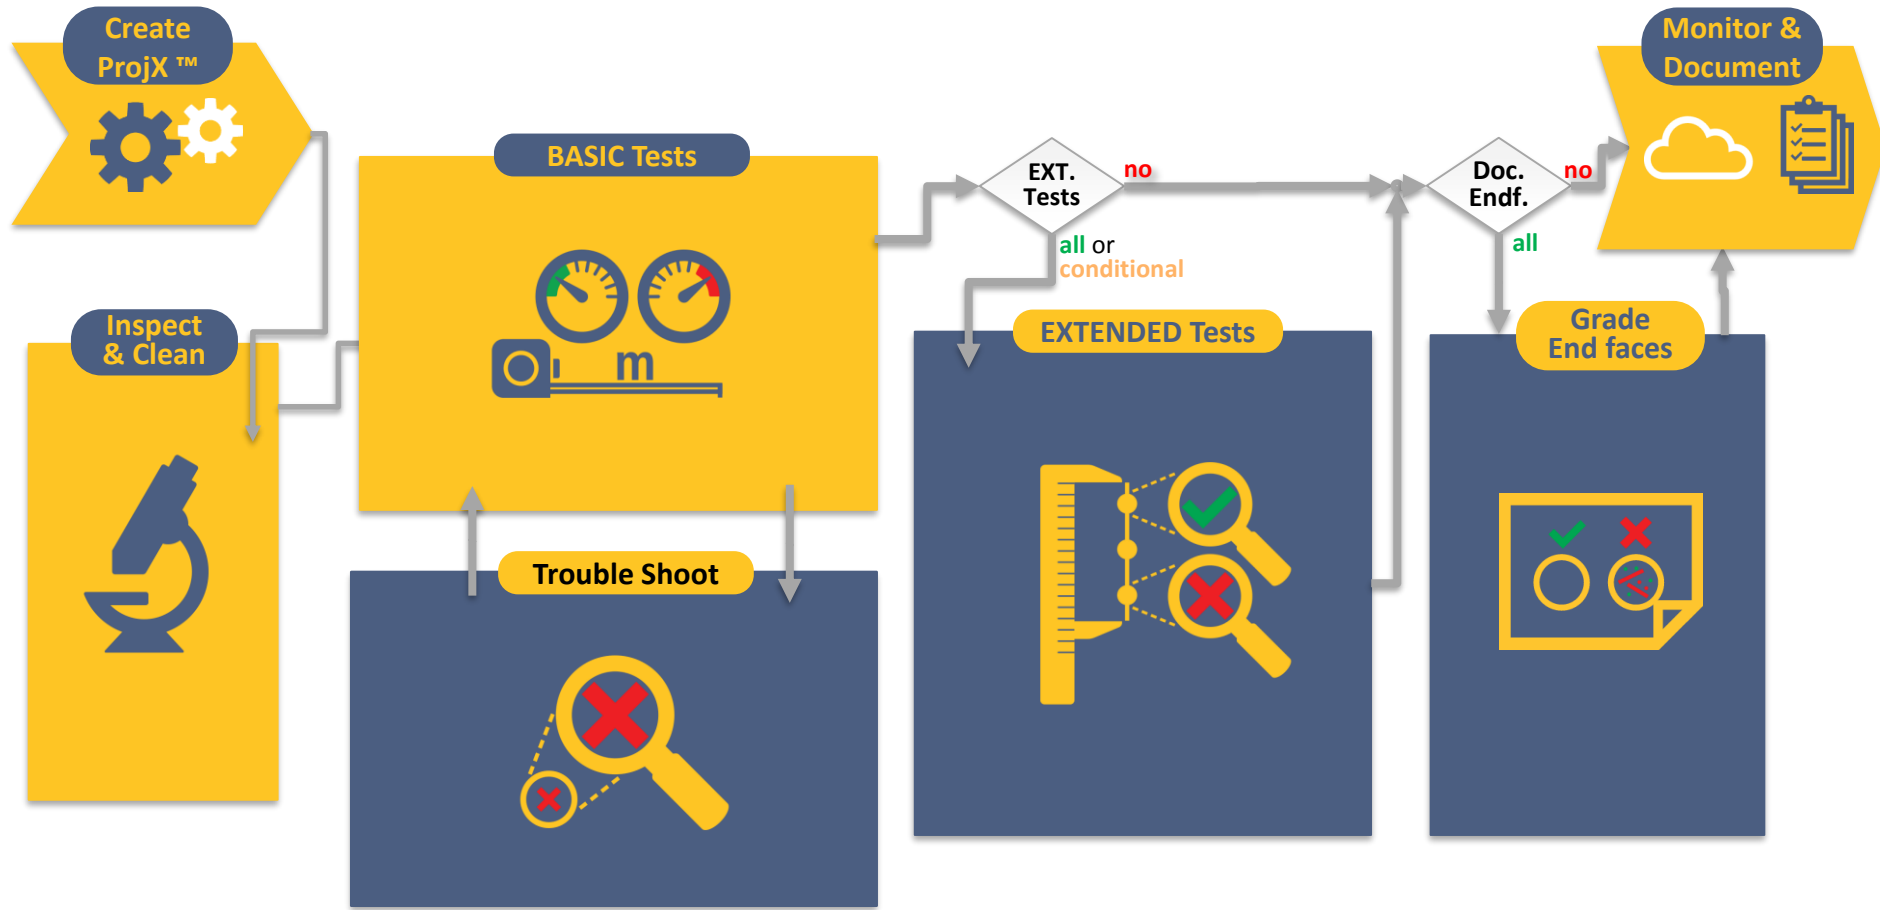 Create
ProjX ™
Inspect
& Clean
BASIC Tests
m
Trouble Shoot
EXT.
Tests
no
all or
conditional
EXTENDED Tests
Doc.
Endf.
no
all
Grade
End faces
Monitor &
Document